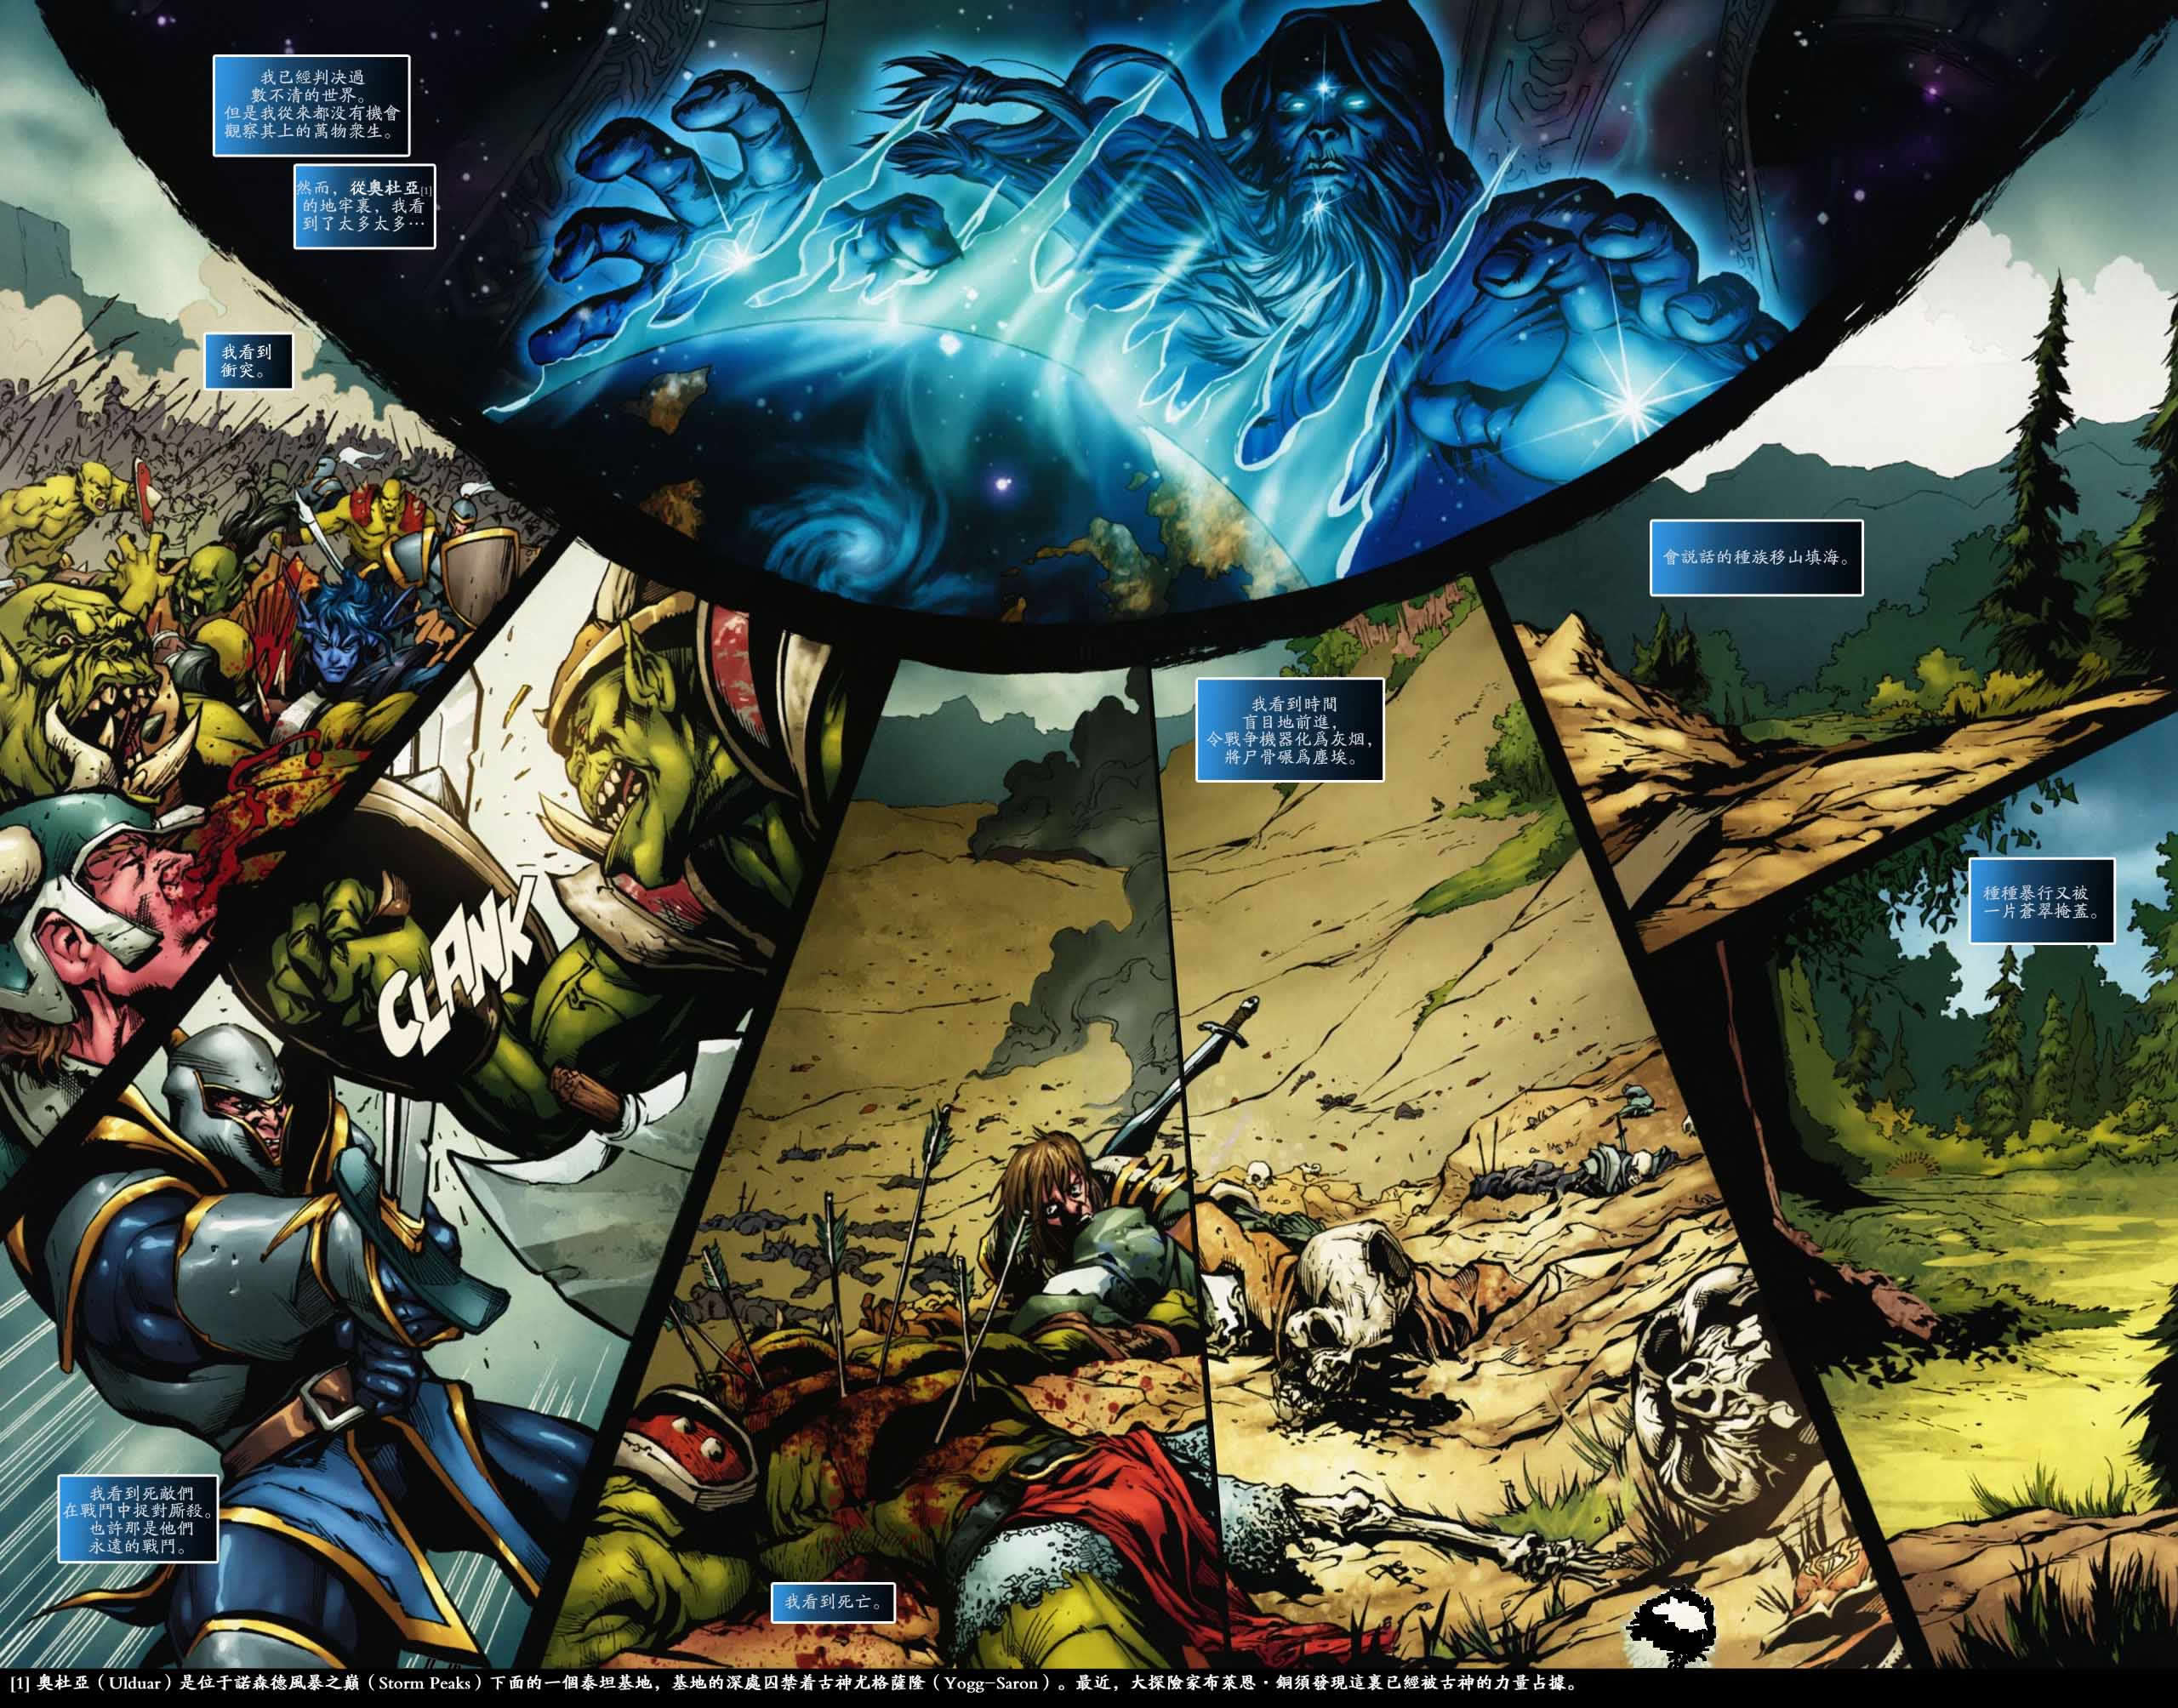 我已經判决過
數不清的世界。
但是我從來都没有機會
觀察其上的萬物衆生。
然而，從奥杜亞[1]
的地牢裏，我看
到了太多太多…
我看到
衝突。
我看到死敵們
在戰鬥中捉對厮殺。
也許那是他們
永遠的戰鬥。
CLANK
我看到死亡。
我看到時間
盲目地前進，
令戰争機器化爲灰烟，
將尸骨碾爲塵埃。
會説話的種族移山填海。
種種暴行又被
一片蒼翠掩蓋。
[1] 奥杜亞（Ulduar）是位于諾森德風暴之巔（Storm Peaks）下面的一個泰坦基地，基地的深處囚禁着古神尤格薩隆（Yogg-Saron）。最近，大探險家布萊恩·銅須發現這裏已經被古神的力量占據。